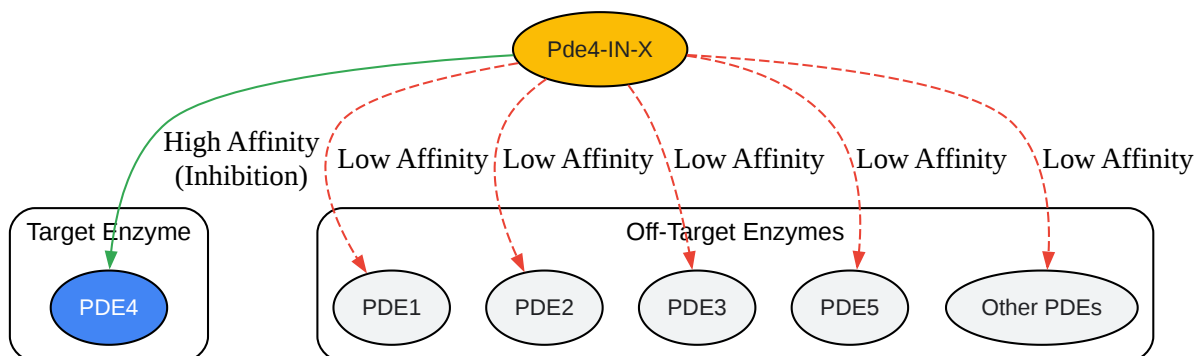 Pde4-IN-X
High Affinity
(Inhibition)
Low Affinity
Low Affinity
Low Affinity
Low Affinity
Low Affinity
Target Enzyme
Off-Target Enzymes
PDE4
PDE1
PDE2
PDE3
PDE5
Other PDEs